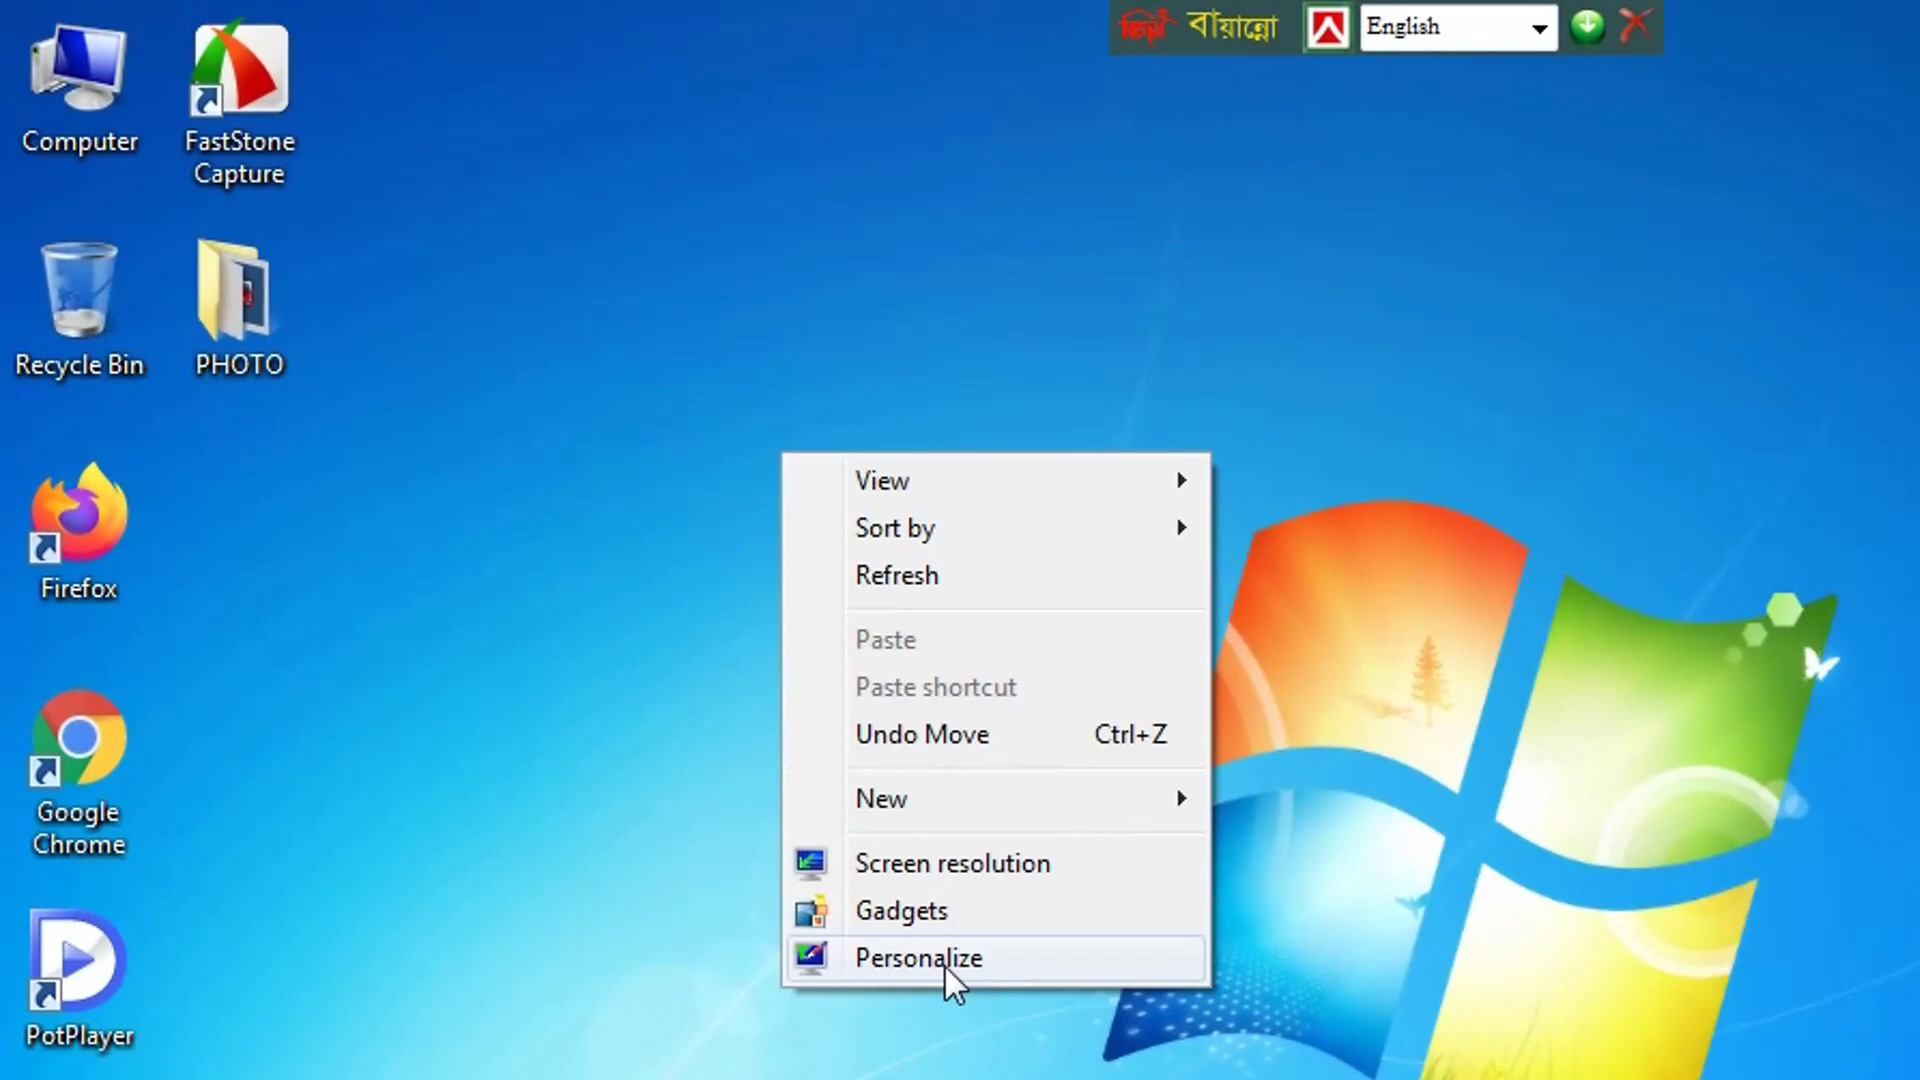 বিজয় বায়ান্নো English
Computer
FastStone
Capture
Recycle Bin
PHOTO
Firefox
Google
Chrome
PotPlayer
View
Sort by
Refresh
Paste
Paste shortcut
Undo Move Ctrl+Z
New
Screen resolution
Gadgets
Personalize